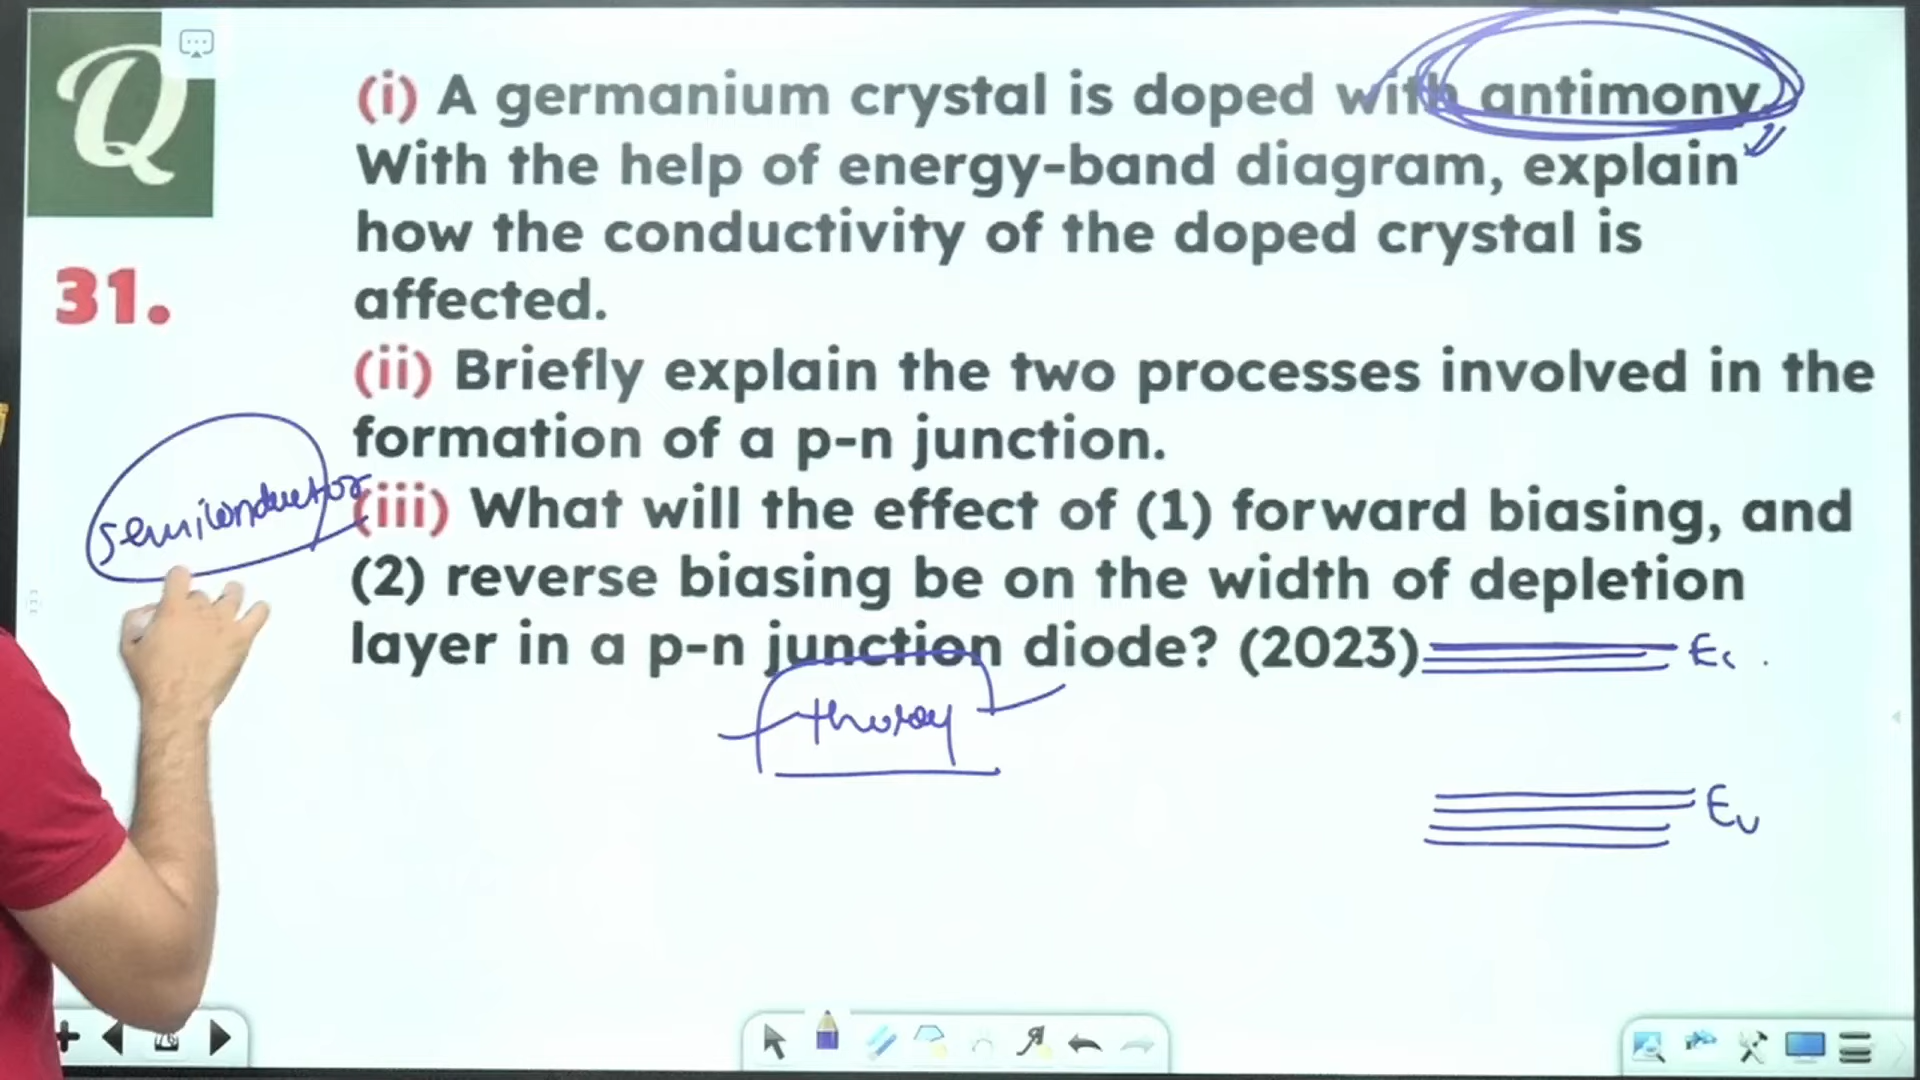 Q
(i) A germanium crystal is doped with antimony.
With the help of energy-band diagram, explain
how the conductivity of the doped crystal is
affected.
31.
(ii) Briefly explain the two processes involved in the
formation of a p-n junction.
semiconductor
(iii) What will the effect of (1) forward biasing, and
(2) reverse biasing be on the width of depletion
layer in a p-n junction diode? (2023)
Ec
theory
Ev